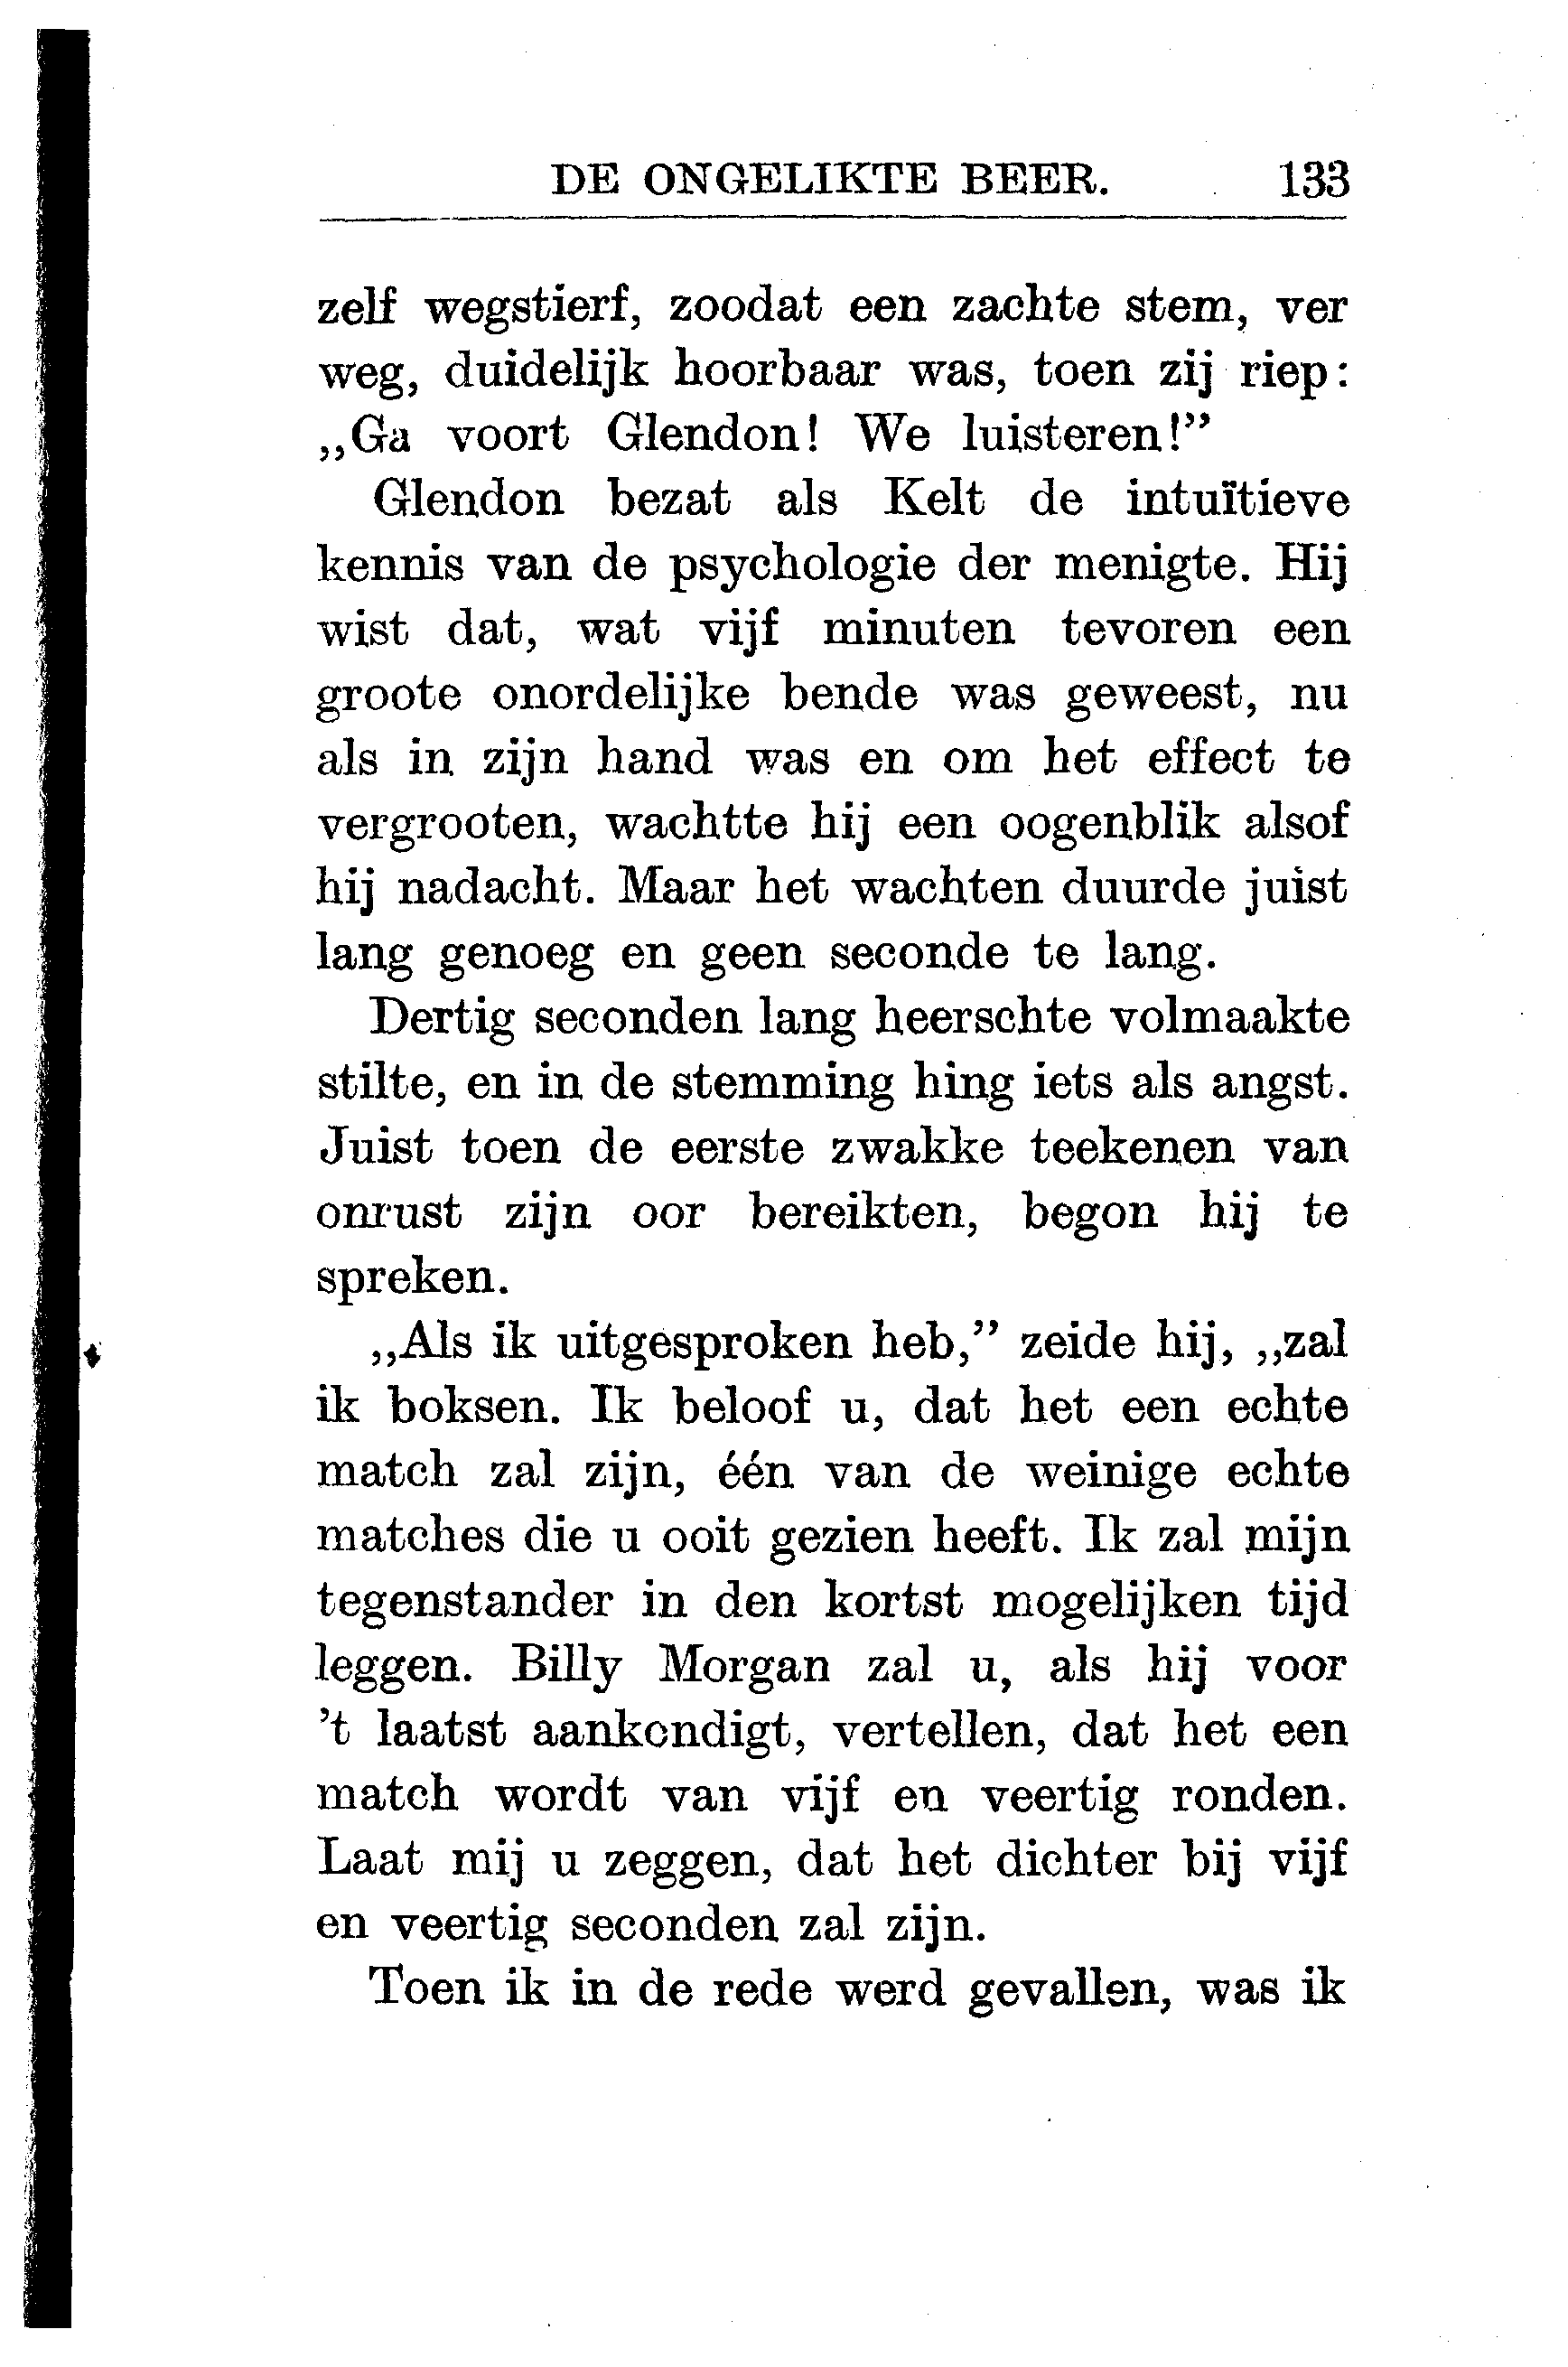 DE ONGELIKTE BEER. 133
zelf wegstierf, zoodat een zachte stem, ver
weg, duidelijk hoorbaar was, toen zij riep:
„Ga voort Glendon! We luisteren!”
Glendon bezat als Kelt de intuïtieve
kennis van de psychologie der menigte. Hij
wist dat, wat vijf minuten tevoren een
groote onordelijke bende was geweest, nu
als in zijn hand was en om het effect te
vergrooten, wachtte hij een oogenblik alsof
hij nadacht. Maar het wachten duurde juist
lang genoeg en geen seconde te lang.
Dertig seconden lang heerschte volmaakte
stilte, en in de stemming hing iets als angst.
Juist toen de eerste zwakke teekenen van
onrust zijn oor bereikten, begon hij te
spreken.
„Als ik uitgesproken heb,” zeide hij, „zal
ik boksen. Ik beloof u, dat het een echte
match zal zijn, één van de weinige echte
matches die u ooit gezien heeft. Ik zal mijn
tegenstander in den kortst mogelijken tijd
leggen. Billy Morgan zal u, als hij voor
’t laatst aankondigt, vertellen, dat het een
match wordt van vijf en veertig ronden.
Laat mij u zeggen, dat het dichter bij vijf
en veertig seconden zal zijn.
Toen ik in de rede werd gevallen, was ik